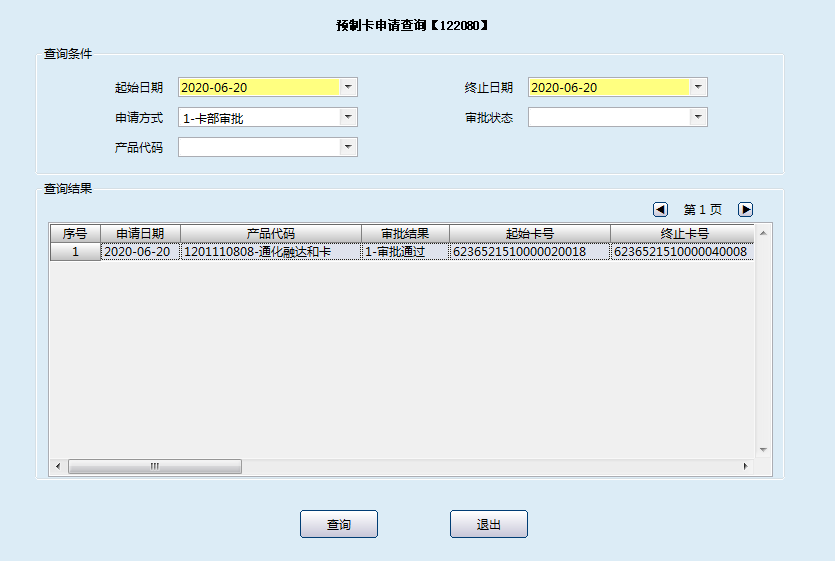 预制卡申请查询【122080】
查询条件
起始日期 2020-06-20 终止日期 2020-06-20
申请方式 1-卡部审批 审批状态
产品代码
查询结果
第 1 页
序号 申请日期 产品代码 审批结果 起始卡号 终止卡号
1 2020-06-20 1201110808-通化融达和卡 1-审批通过 6236521510000020018 6236521510000040008
查询 退出